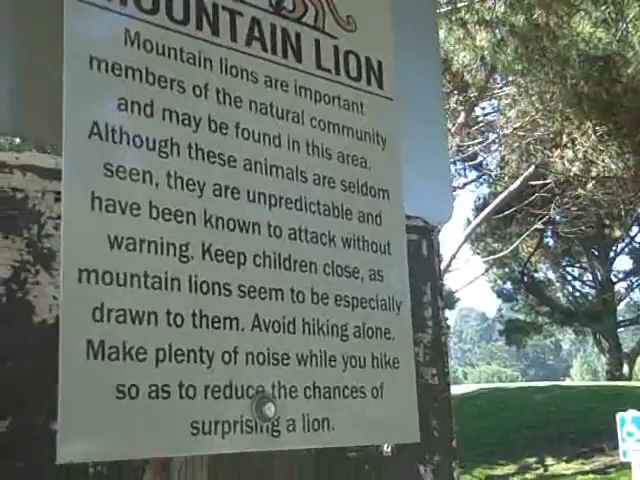 MOUNTAIN LION
Mountain lions are important
members of the natural community
and may be found in this area.
Although these animals are seldom
seen, they are unpredictable and
have been known to attack without
warning. Keep children close, as
mountain lions seem to be especially
drawn to them. Avoid hiking alone.
Make plenty of noise while you hike
so as to reduce the chances of
surprising a lion.